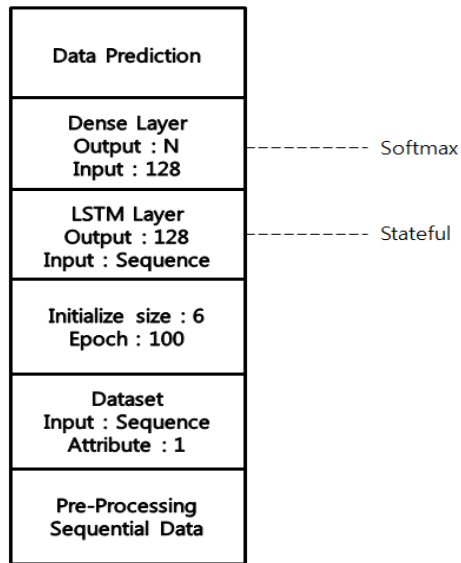 Data Prediction
Dense Layer
Output : N
Input : 128
Softmax
LSTM Layer
Output : 128
Input : Sequence
Stateful
Initialize size : 6
Epoch : 100
Dataset
Input : Sequence
Attribute : 1
Pre-Processing
Sequential Data